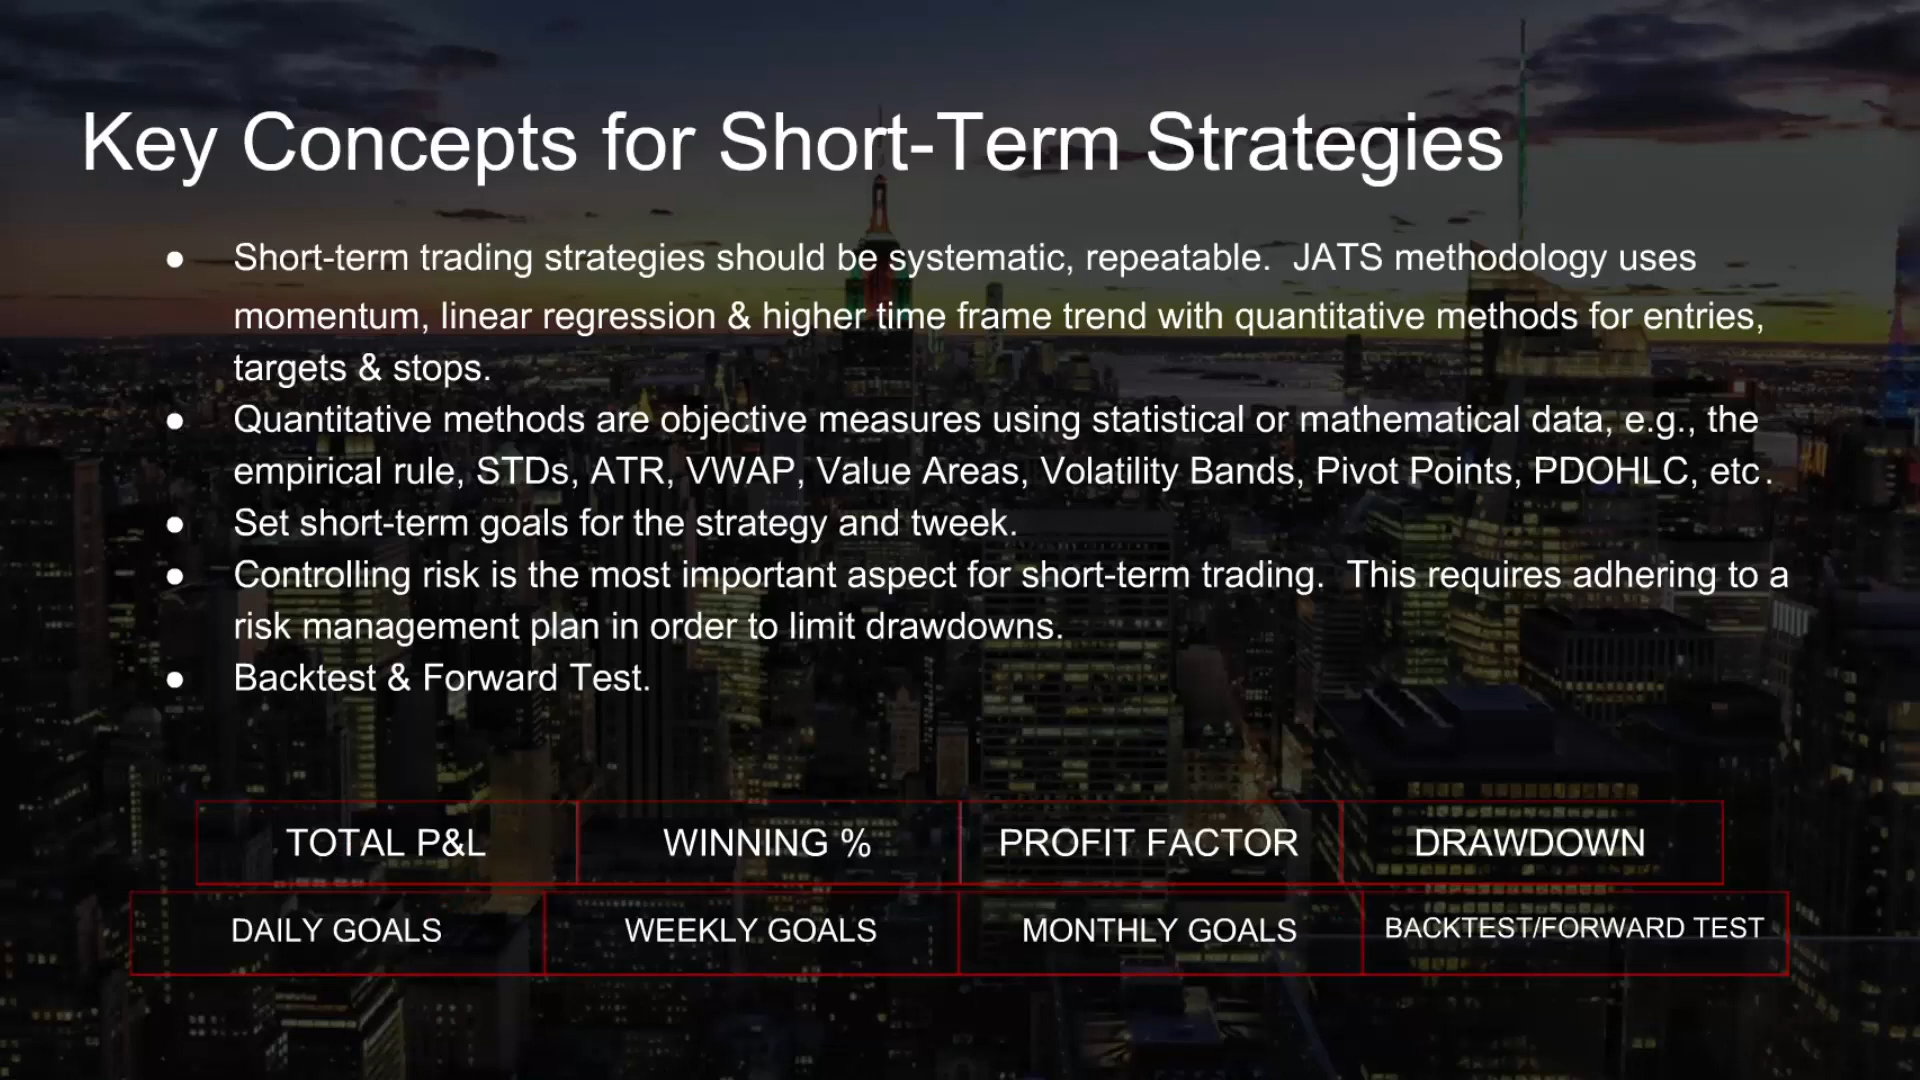 Key Concepts for Short-Term Strategies
● Short-term trading strategies should be systematic, repeatable.  JATS methodology uses
momentum, linear regression & higher time frame trend with quantitative methods for entries,
targets & stops.
● Quantitative methods are objective measures using statistical or mathematical data, e.g., the
empirical rule, STDs, ATR, VWAP, Value Areas, Volatility Bands, Pivot Points, PDOHLC, etc.
● Set short-term goals for the strategy and tweek.
● Controlling risk is the most important aspect for short-term trading.  This requires adhering to a
risk management plan in order to limit drawdowns.
● Backtest & Forward Test.
TOTAL P&L WINNING % PROFIT FACTOR DRAWDOWN
DAILY GOALS WEEKLY GOALS MONTHLY GOALS BACKTEST/FORWARD TEST